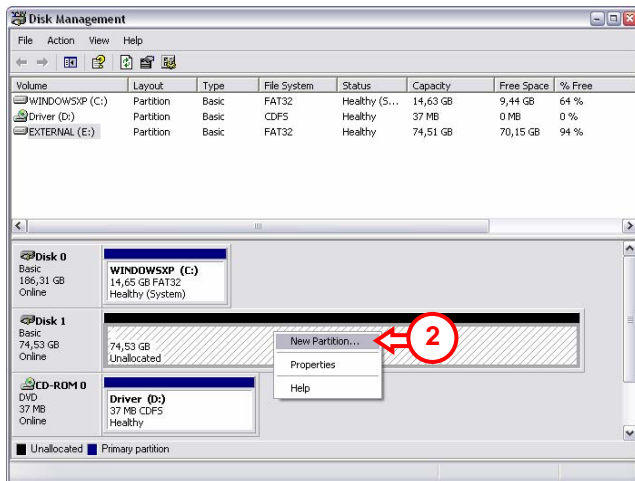 Disk Management
File Action View Help
Volume Layout Type File System Status Capacity Free Space % Free
WINDOWSXP (C:) Partition Basic FAT32 Healthy (S... 14,63 GB 9,44 GB 64 %
Driver (D:) Partition Basic CDFS Healthy 37 MB 0 MB 0 %
EXTERNAL (E:) Partition Basic FAT32 Healthy 74,51 GB 70,15 GB 94 %
Disk 0
Basic
186,31 GB
Online
WINDOWSXP (C:)
14,65 GB FAT32
Healthy (System)
Disk 1
Basic
74,53 GB
Online
74,53 GB
Unallocated
New Partition...
Properties
Help
2
CD-ROM 0
DVD
37 MB
Online
Driver (D:)
37 MB CDFS
Healthy
Unallocated Primary partition